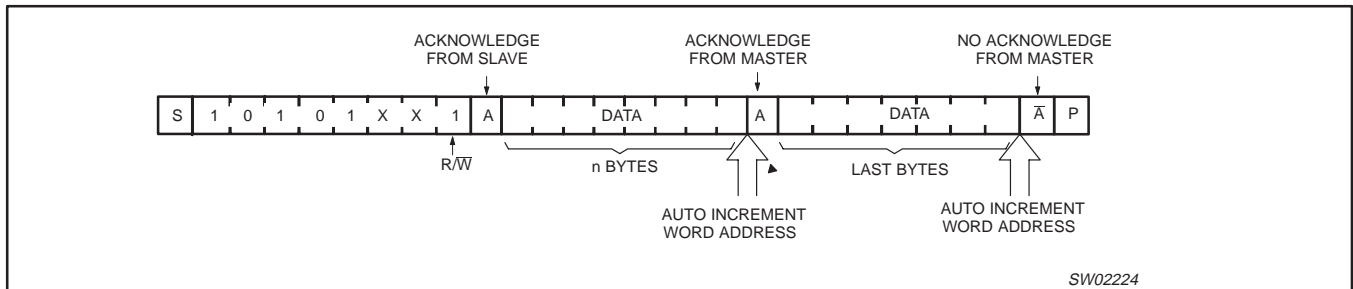 ACKNOWLEDGE
FROM SLAVE
ACKNOWLEDGE
FROM MASTER
NO ACKNOWLEDGE
FROM MASTER
S 1 0 1 0 1 X X 1 A DATA A DATA A̅ P
R/W̅
n BYTES
LAST BYTES
AUTO INCREMENT
WORD ADDRESS
AUTO INCREMENT
WORD ADDRESS
SW02224